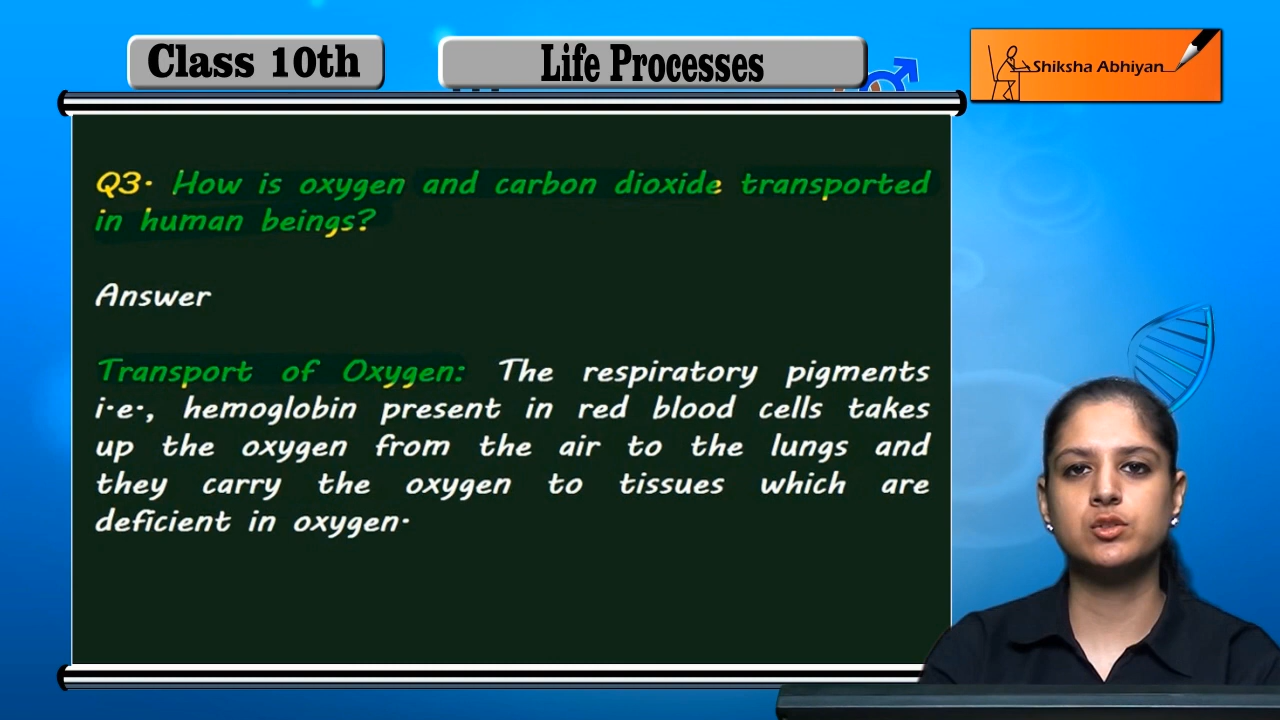 Class 10th
Life Processes
Shiksha Abhiyan
Q3. How is oxygen and carbon dioxide transported
in human beings?
Answer
Transport of Oxygen: The respiratory pigments
i.e., hemoglobin present in red blood cells takes
up the oxygen from the air to the lungs and
they carry the oxygen to tissues which are
deficient in oxygen.